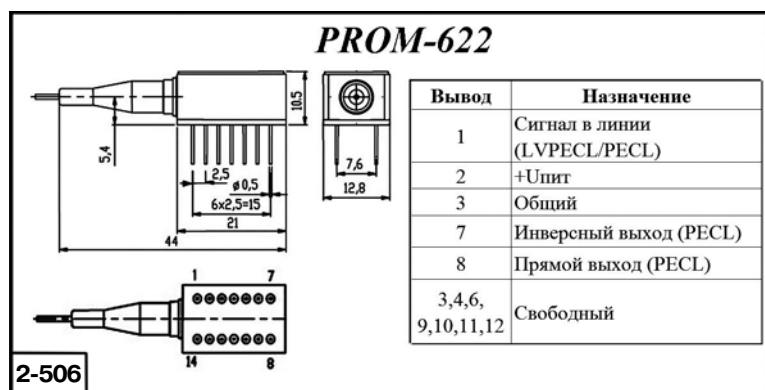 PROM-622
10.5
5,4
2,5
ø0,5
7,6
6x2,5=15
12,8
21
44
1 7
14 8
2-506
Вывод Назначение
1 Сигнал в линии
(LVPECL/PECL)
2 +Uпит
3 Общий
7 Инверсный выход (PECL)
8 Прямой выход (PECL)
3,4,6,
9,10,11,12 Свободный